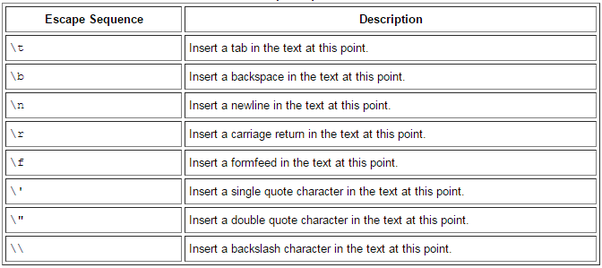 Escape Sequence Description
\t Insert a tab in the text at this point.
\b Insert a backspace in the text at this point.
\n Insert a newline in the text at this point.
\r Insert a carriage return in the text at this point.
\f Insert a formfeed in the text at this point.
\' Insert a single quote character in the text at this point.
\" Insert a double quote character in the text at this point.
\\ Insert a backslash character in the text at this point.